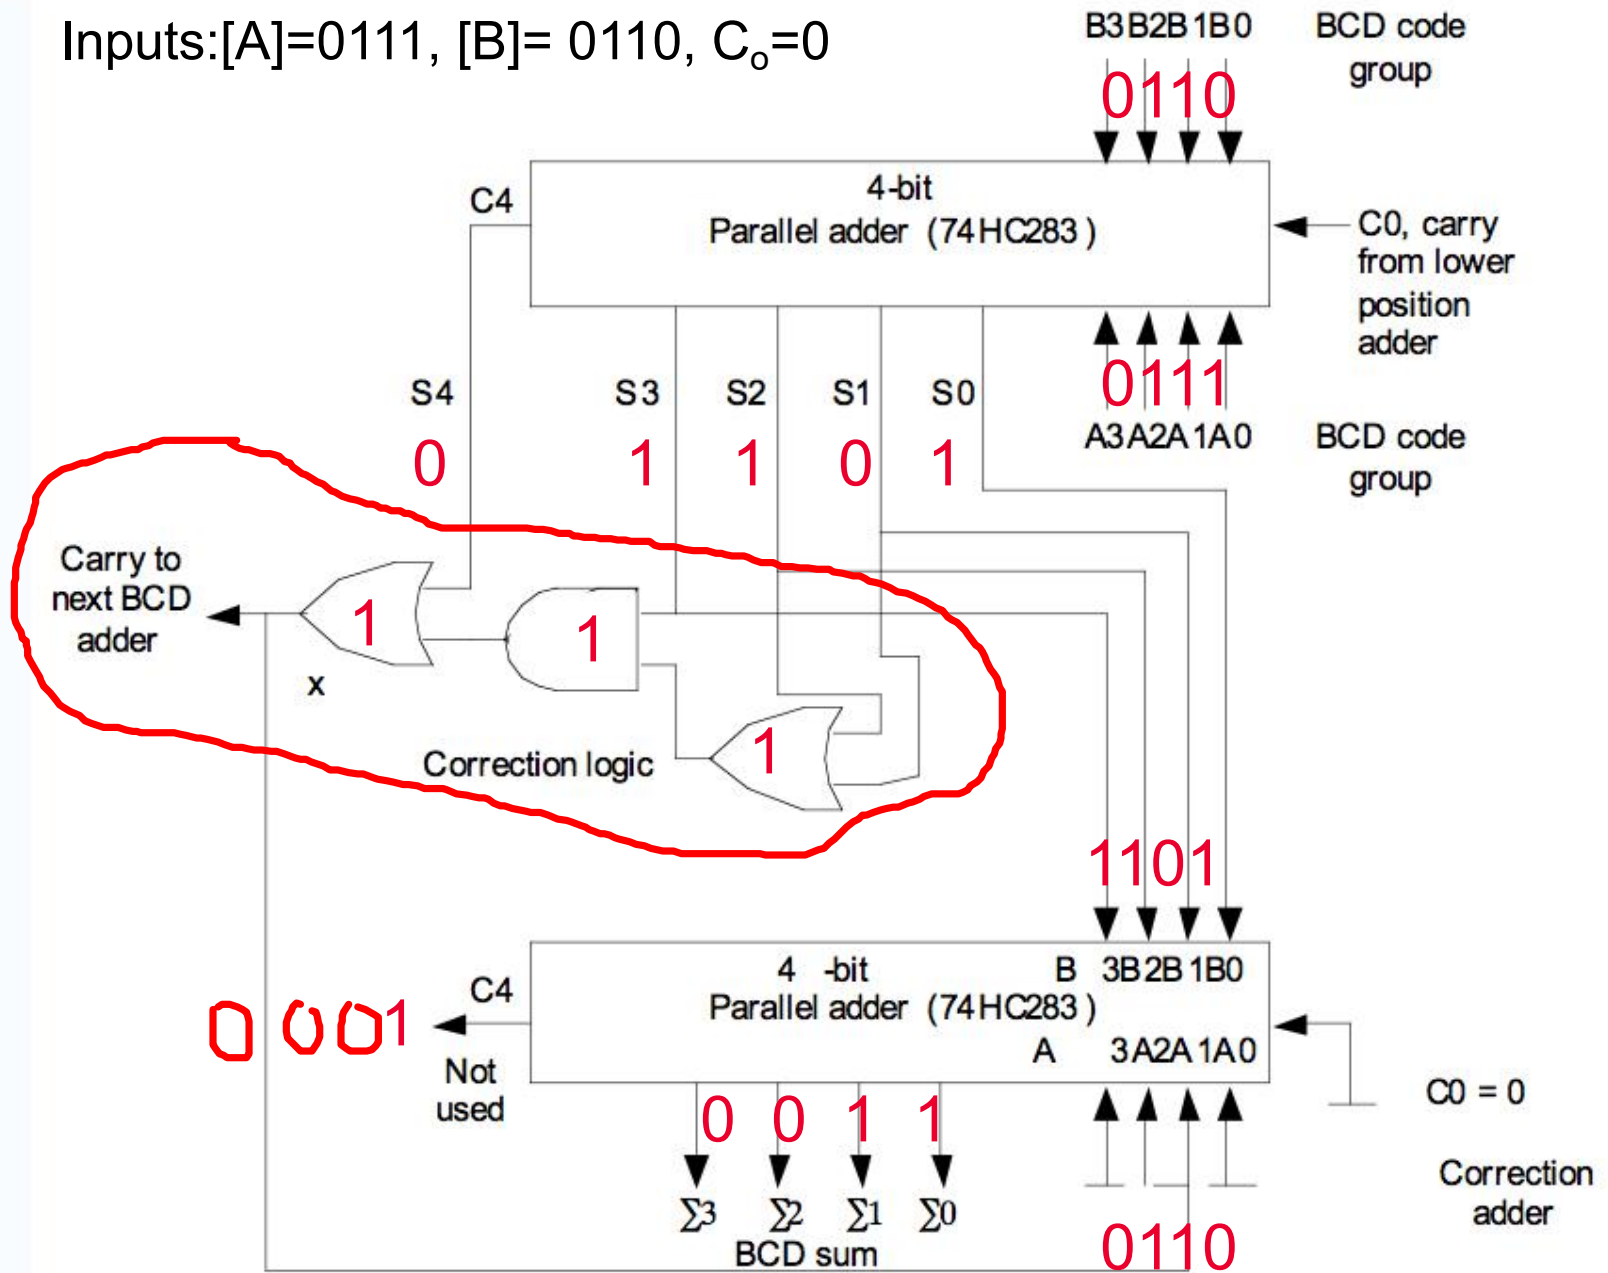 Inputs:[A]=0111, [B]= 0110, Co=0
B3B2B1B0
BCD code
group
0110
4-bit
Parallel adder (74HC283 )
C4
C0, carry
from lower
position
adder
0111
A3A2A1A0
BCD code
group
S4
S3
S2
S1
S0
0
1
1
0
1
Carry to
next BCD
adder
1
1
x
1
Correction logic
1101
4 -bit
B 3B2B1B0
Parallel adder (74HC283 )
A 3A2A1A0
C4
0 001
Not
used
C0 = 0
0 0 1 1
Σ3 Σ2 Σ1 Σ0
BCD sum
Correction
adder
0110